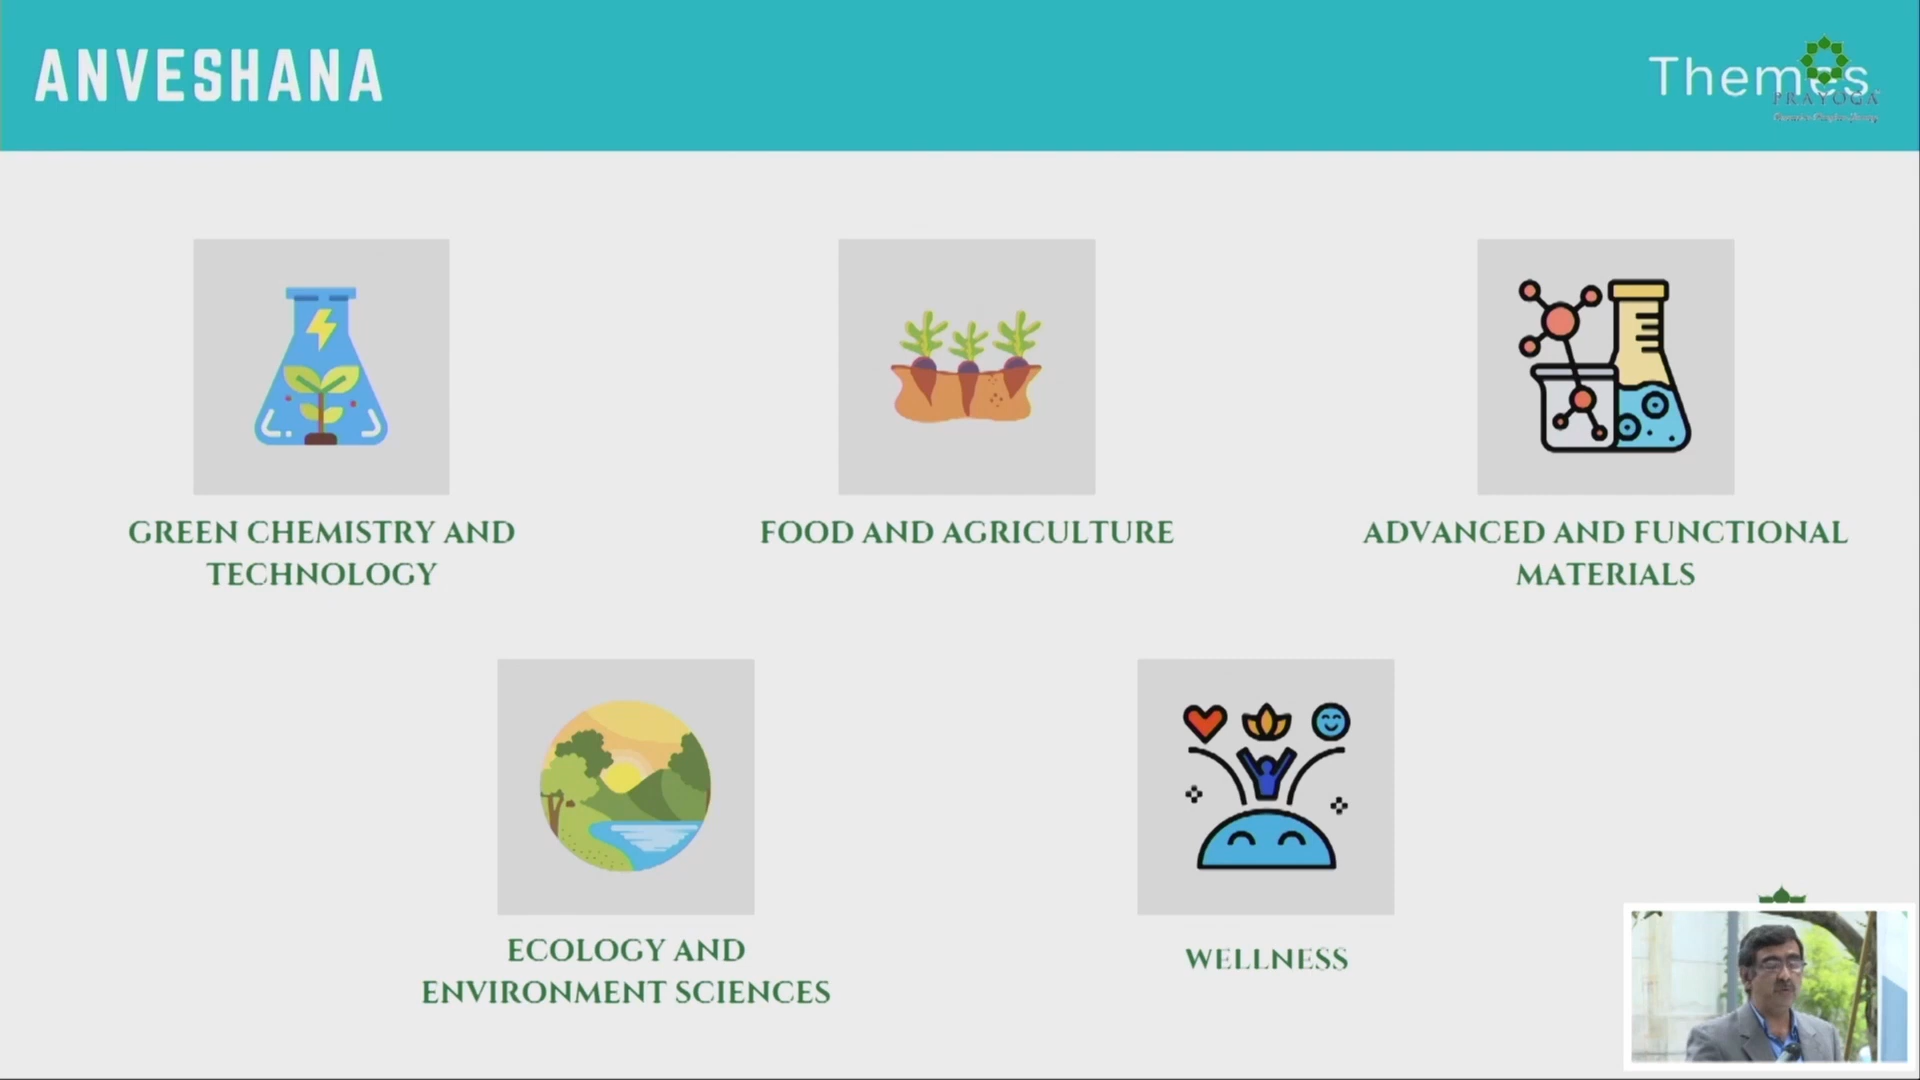 ANVESHANA
Themes
PRAYOGA
GREEN CHEMISTRY AND
TECHNOLOGY
FOOD AND AGRICULTURE
ADVANCED AND FUNCTIONAL
MATERIALS
ECOLOGY AND
ENVIRONMENT SCIENCES
WELLNESS